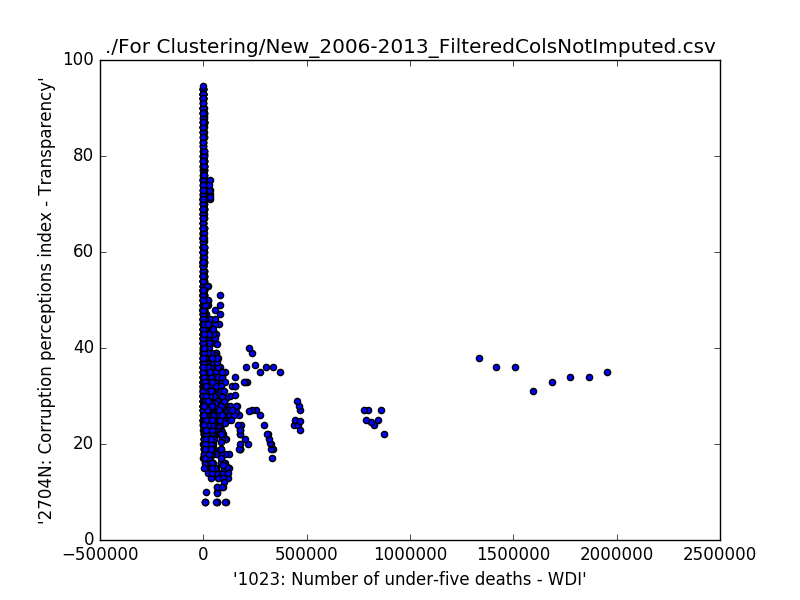 ./For Clustering/New_2006-2013_FilteredColsNotImputed.csv
'2704N: Corruption perceptions index - Transparency'
100
80
60
40
20
0
−500000 0 500000 1000000 1500000 2000000 2500000
'1023: Number of under-five deaths - WDI'